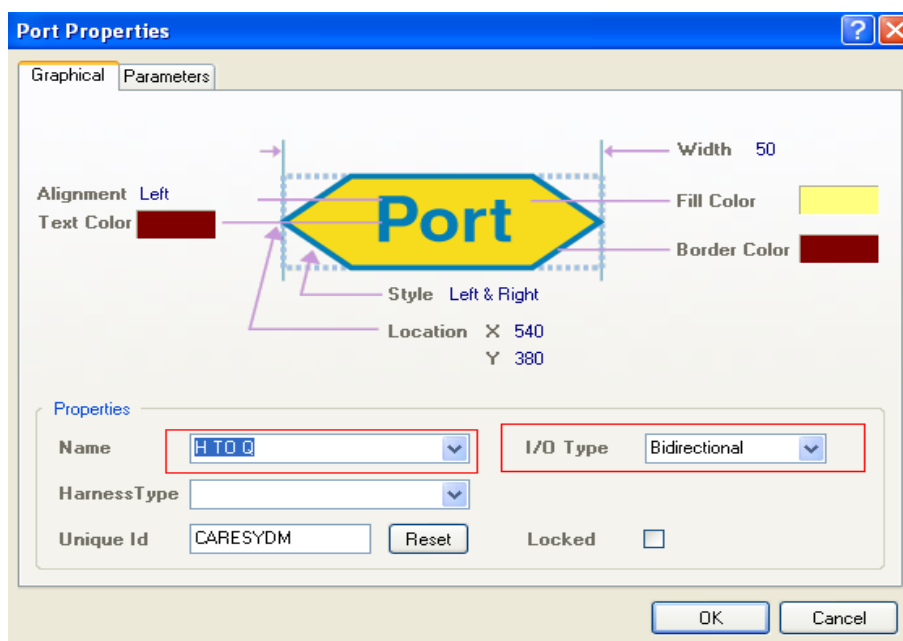 Port Properties
Graphical Parameters
Width 50
Alignment Left
Fill Color
Text Color
Port
Border Color
Style Left & Right
Location X 540
Y 380
Properties
Name H TO Q I/O Type Bidirectional
HarnessType
Unique Id CARESYDM Reset Locked
OK Cancel